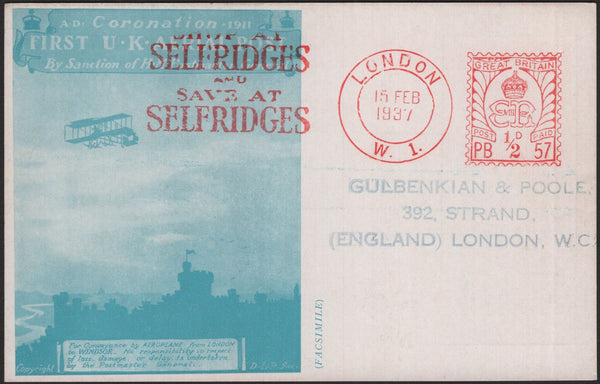 A·D· Coronation ·1911
FIRST U·K· AERIAL POST
By Sanction of H
SHOP AT
SELFRIDGES
AND
SAVE AT
SELFRIDGES
LONDON
15 FEB
1937
W. 1.
GREAT BRITAIN
E VIII R
POST ½D PAID
PB 57
GULBENKIAN & POOLE,
392, STRAND,
(ENGLAND) LONDON, W.C
For Conveyance by AEROPLANE from LONDON
to WINDSOR. No responsibility in respect
of loss, damage, or delay, is undertaken
by the Postmaster General.
Copyright
(FACSIMILE)